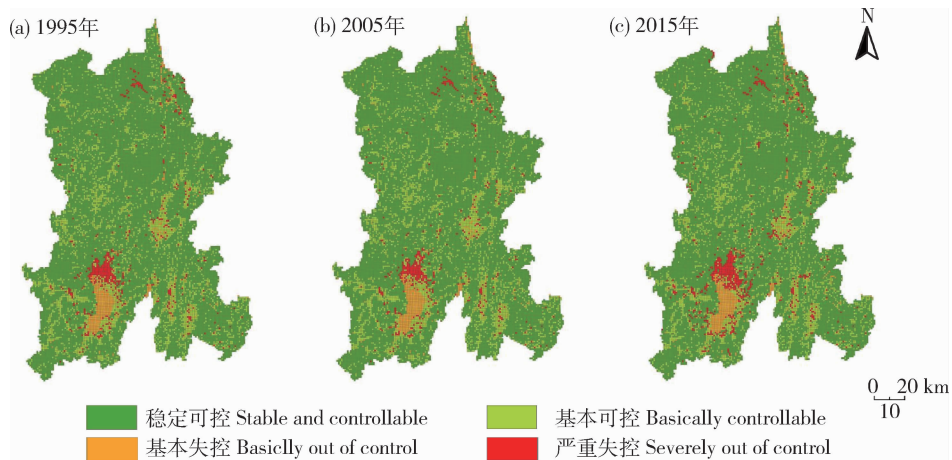 (a) 1995年
(b) 2005年
(c) 2015年
N
0 20 km
10
稳定可控 Stable and controllable
基本可控 Basically controllable
基本失控 Basiclly out of control
严重失控 Severely out of control